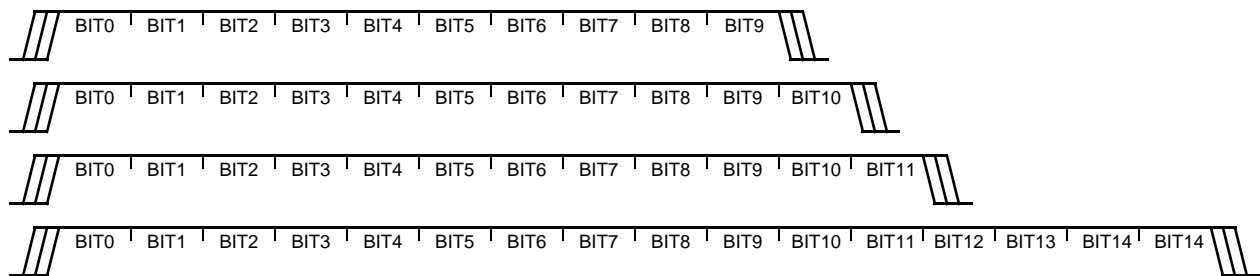 BIT0 BIT1 BIT2 BIT3 BIT4 BIT5 BIT6 BIT7 BIT8 BIT9
BIT0 BIT1 BIT2 BIT3 BIT4 BIT5 BIT6 BIT7 BIT8 BIT9 BIT10
BIT0 BIT1 BIT2 BIT3 BIT4 BIT5 BIT6 BIT7 BIT8 BIT9 BIT10 BIT11
BIT0 BIT1 BIT2 BIT3 BIT4 BIT5 BIT6 BIT7 BIT8 BIT9 BIT10 BIT11 BIT12 BIT13 BIT14 BIT14